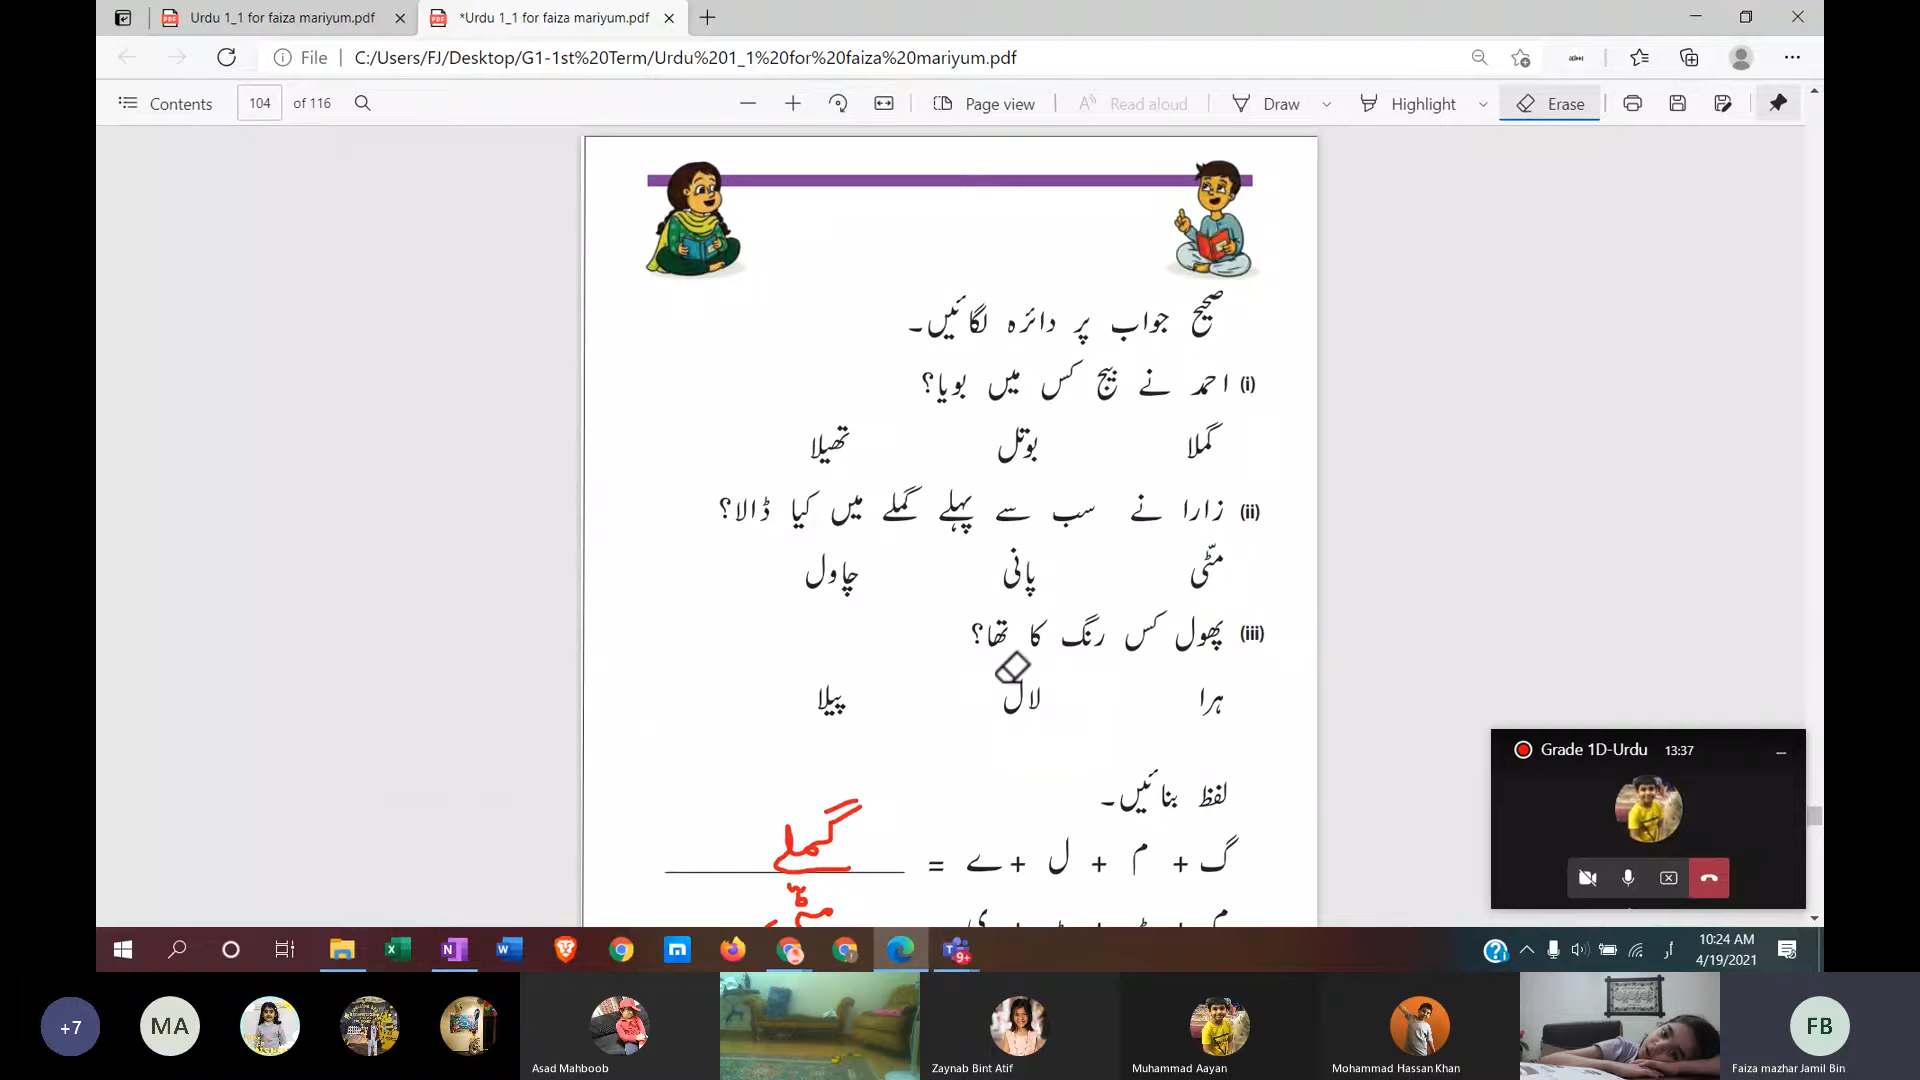 Urdu 1_1 for faiza mariyum.pdf
*Urdu 1_1 for faiza mariyum.pdf
File
C:/Users/FJ/Desktop/G1-1st%20Term/Urdu%201_1%20for%20faiza%20mariyum.pdf
Contents 104 of 116 Page view Read aloud Draw Highlight Erase
صحیح جواب پر دائرہ لگائیں۔
(i) احمد نے بیج کس میں بویا؟
گملا بوتل تھیلا
(ii) زارا نے سب سے پہلے گملے میں کیا ڈالا؟
مٹّی پانی چاول
(iii) پھول کس رنگ کا تھا؟
ہرا لال پیلا
لفظ بنائیں۔
گ + م + ل + ے = گملے
Grade 1D-Urdu 13:37
10:24 AM
4/19/2021
9+
+7
MA
Asad Mahboob
Zaynab Bint Atif
Muhammad Aayan
Mohammad Hassan Khan
FB
Faiza mazhar Jamil Bin